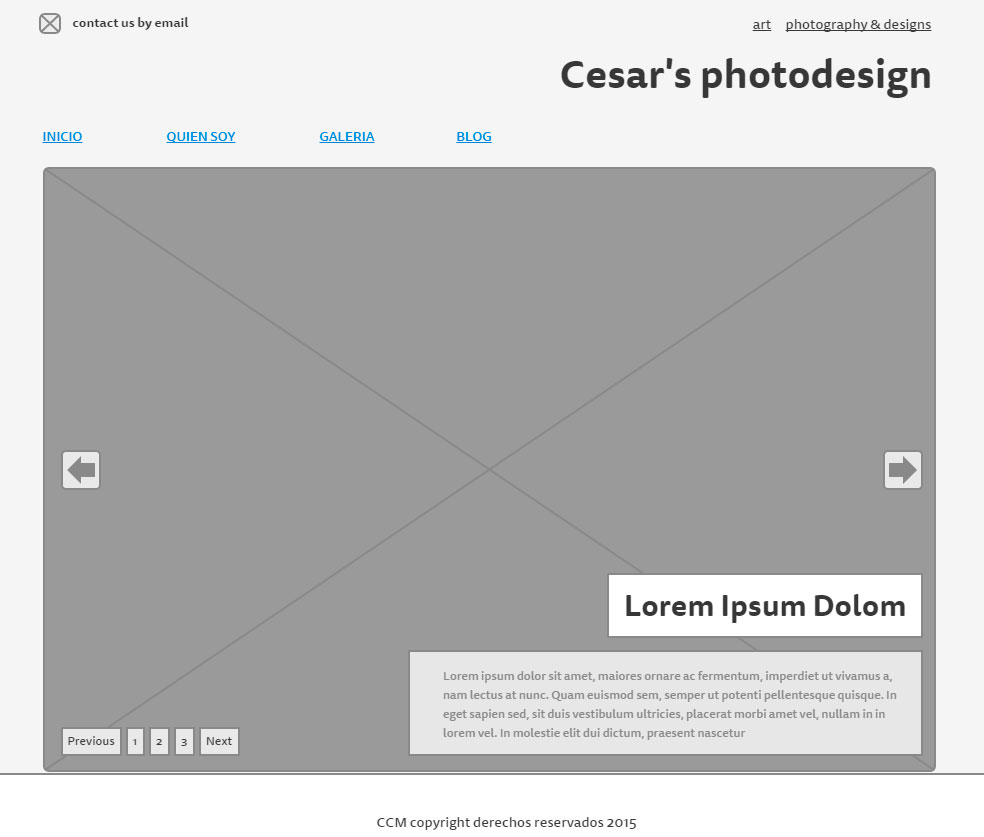 contact us by email
art photography & designs
Cesar's photodesign
INICIO QUIEN SOY GALERIA BLOG
Lorem Ipsum Dolom
Lorem ipsum dolor sit amet, maiores ornare ac fermentum, imperdiet ut vivamus a,
nam lectus at nunc. Quam euismod sem, semper ut potenti pellentesque quisque. In
eget sapien sed, sit duis vestibulum ultricies, placerat morbi amet vel, nullam in in
lorem vel. In molestie elit dui dictum, praesent nascetur
Previous 1 2 3 Next
CCM copyright derechos reservados 2015